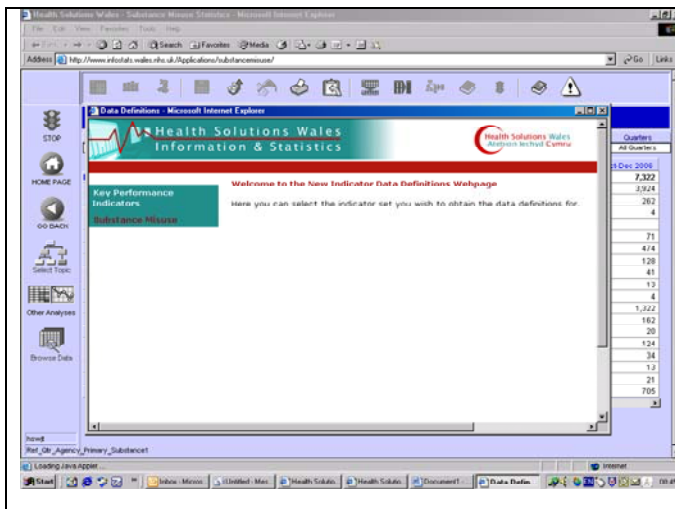 Health Solutions Wales - Substance Misuse Statistics - Microsoft Internet Explorer
File Edit View Favorites Tools Help
Search Favorites Media
Address http://www.infostats.wales.nhs.uk/Applications/substancemisuse/ Go Links
Data Definitions - Microsoft Internet Explorer
Health Solutions Wales
Information & Statistics
Health Solutions Wales
Atebion Iechyd Cymru
Key Performance
Indicators
Substance Misuse
Welcome to the New Indicator Data Definitions Webpage
Here you can select the indicator set you wish to obtain the data definitions for.
STOP
HOME PAGE
GO BACK
Select Topic
Other Analyses
Browse Data
Quarters
All Quarters
Dec 2006
7,322
3,924
262
4
71
474
128
41
13
4
1,322
162
20
124
34
13
21
705
Ref_Qtr_Agency_Primary_Substance1
Loading Java Applet ...
Internet
Start
Inbox - Micros
Untitled - Mes
Health Solutio
Health Solutio
Document1 -
Data Defin